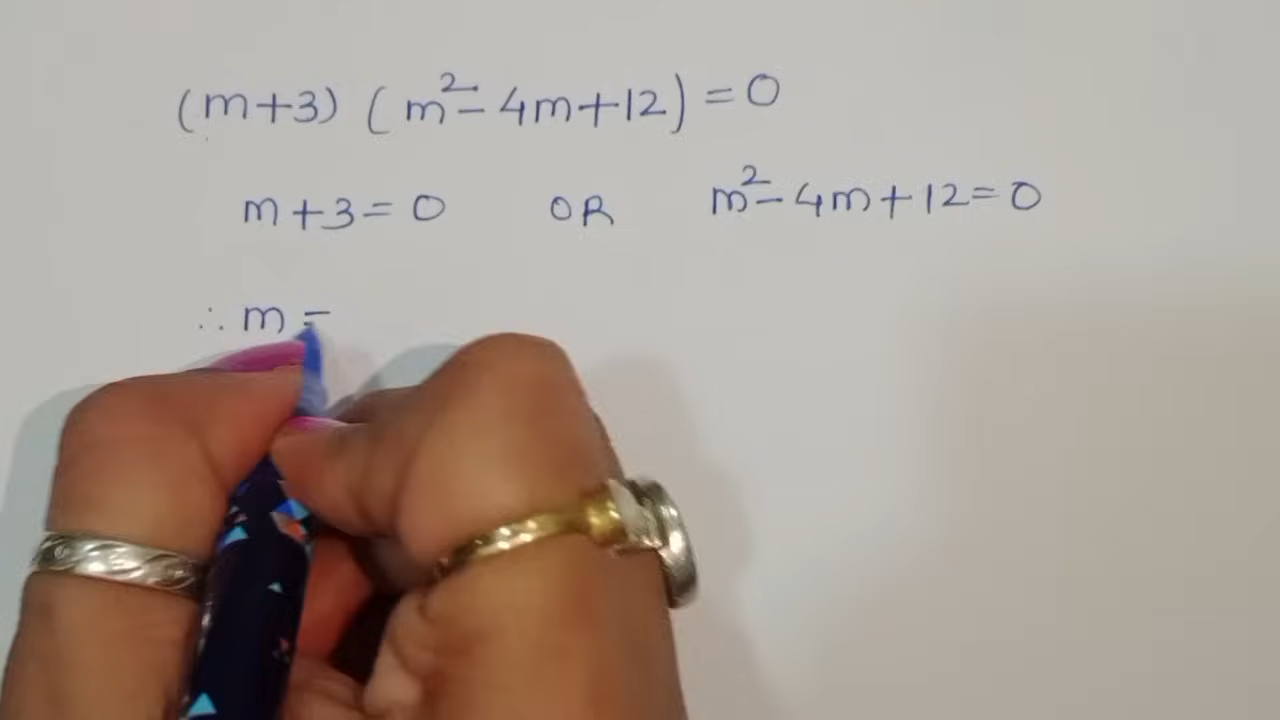 (m+3) (m²-4m+12) = 0
m+3=0 OR m²-4m+12=0
∴ m =